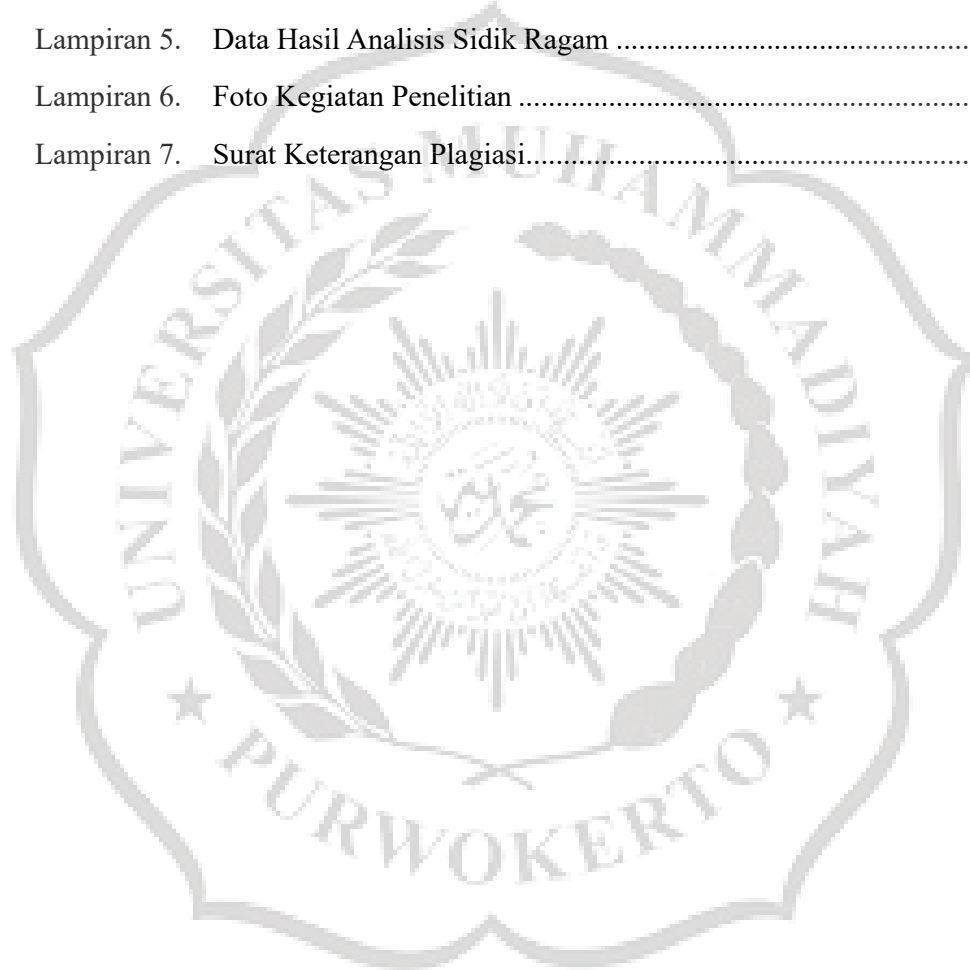 Lampiran 5. Data Hasil Analisis Sidik Ragam ........................................
Lampiran 6. Foto Kegiatan Penelitian ..................................................
Lampiran 7. Surat Keterangan Plagiasi.................................................
UNIVERSITAS MUHAMMADIYAH
★ PURWOKERTO ★